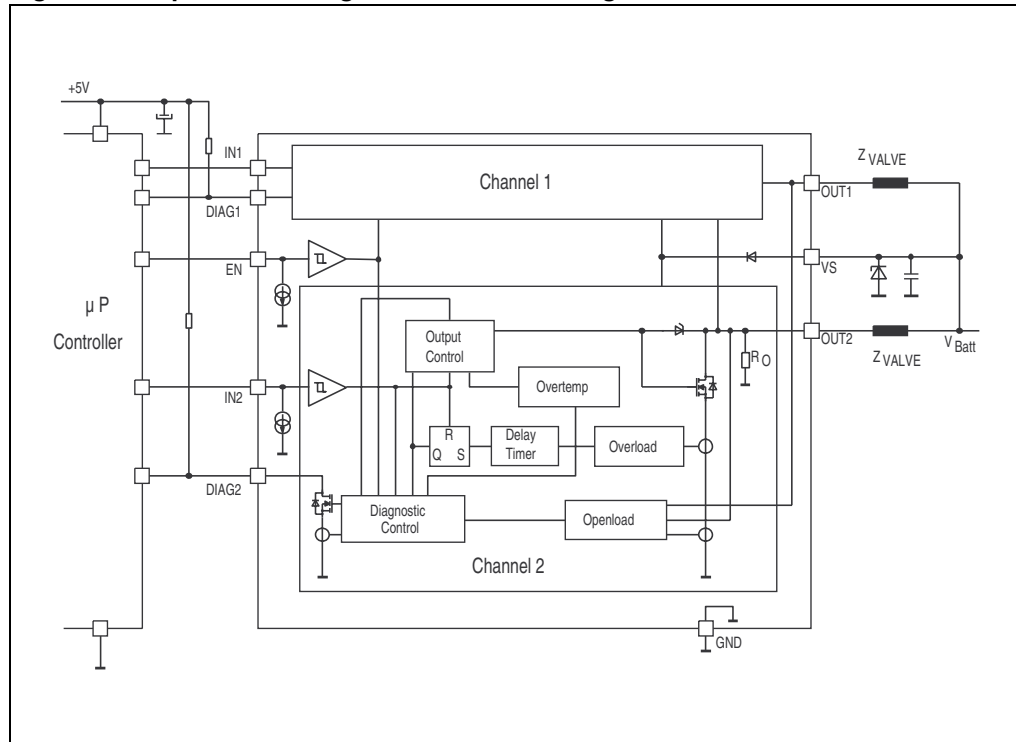 +5V
IN1
Channel 1
Z VALVE
OUT1
DIAG1
EN
VS
µ P
Controller
Output
Control
OUT2
V Batt
R O
Z VALVE
Overtemp
IN2
R
Q S
Delay
Timer
Overload
DIAG2
Diagnostic
Control
Openload
Channel 2
GND